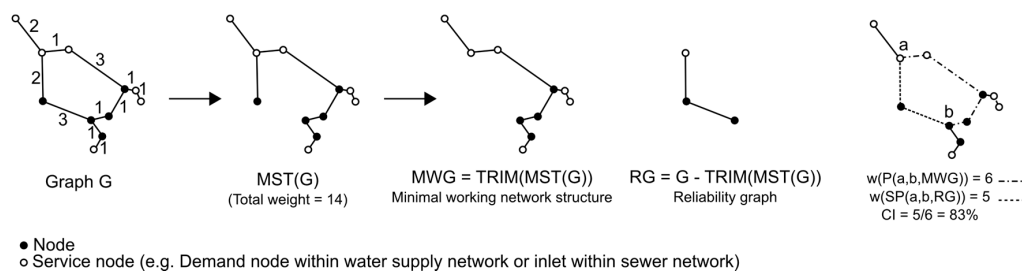 2
1
3
2
1
1
3
1
1
1
1
a
b
Graph G
MST(G)
(Total weight = 14)
MWG = TRIM(MST(G))
Minimal working network structure
RG = G - TRIM(MST(G))
Reliability graph
w(P(a,b,MWG)) = 6
w(SP(a,b,RG)) = 5
CI = 5/6 = 83%
Node
Service node (e.g. Demand node within water supply network or inlet within sewer network)